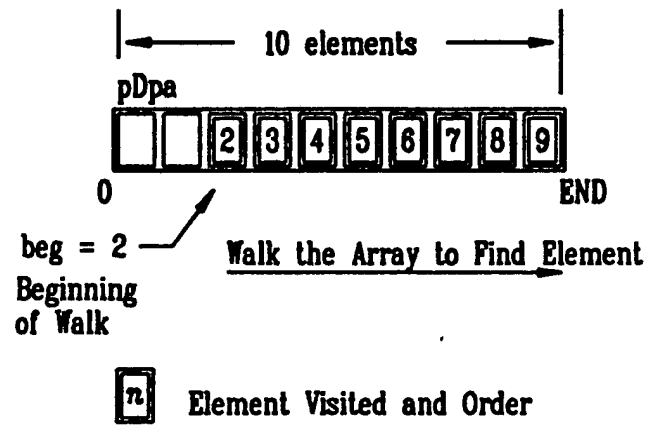 10 elements
pDpa
2 3 4 5 6 7 8 9
0 END
beg = 2
Walk the Array to Find Element
Beginning
of Walk
n Element Visited and Order